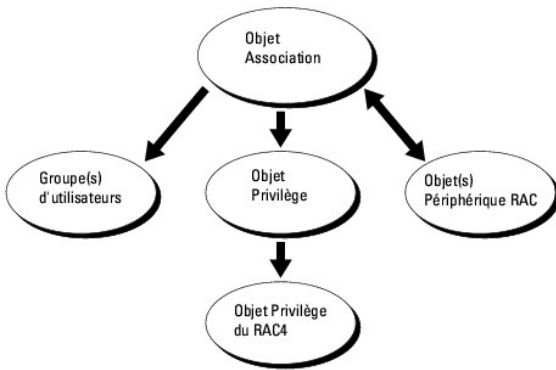 Objet
Association
Groupe(s)
d'utilisateurs
Objet
Privilège
Objet(s)
Périphérique RAC
Objet Privilège
du RAC4